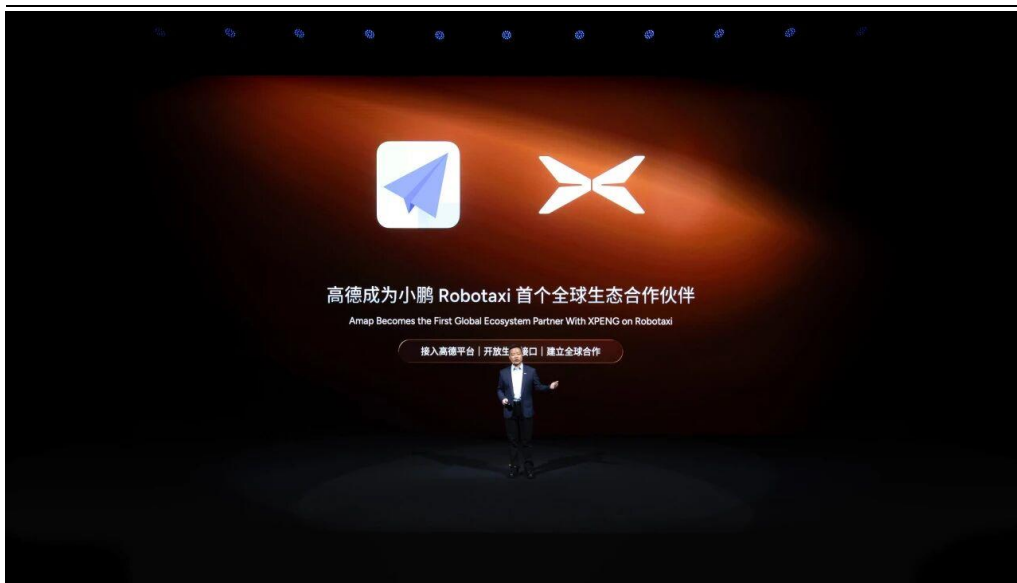 高德成为小鹏 Robotaxi 首个全球生态合作伙伴
Amap Becomes the First Global Ecosystem Partner With XPENG on Robotaxi
接入高德平台 | 开放生 接口 | 建立全球合作